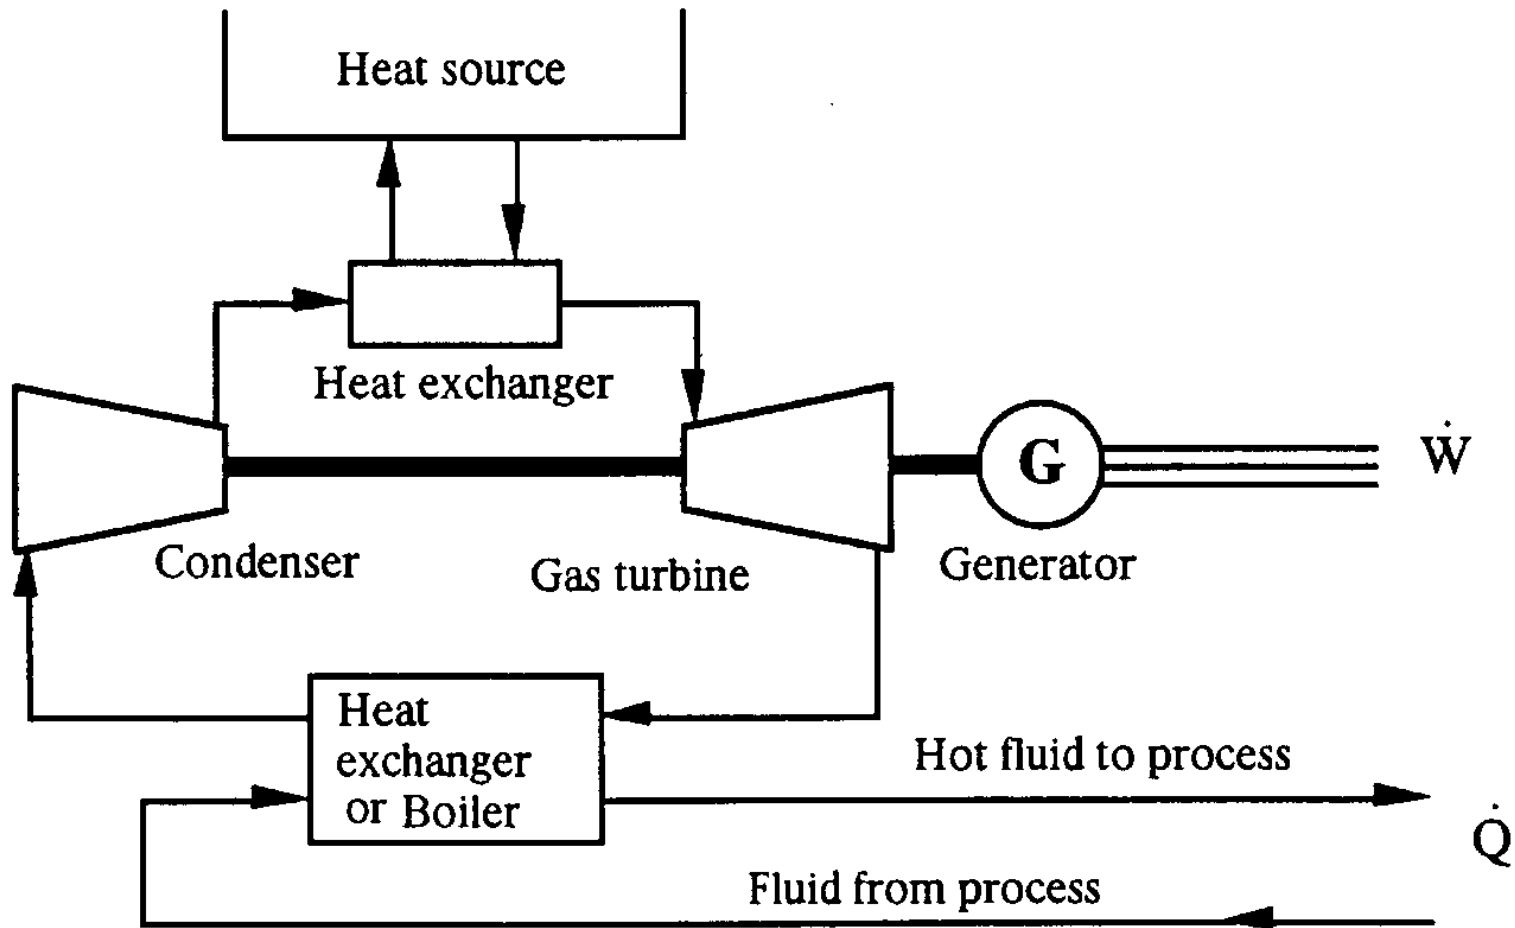 Heat source
Heat exchanger
G
Ẇ
Condenser
Gas turbine
Generator
Heat
exchanger
or Boiler
Hot fluid to process
Q̇
Fluid from process